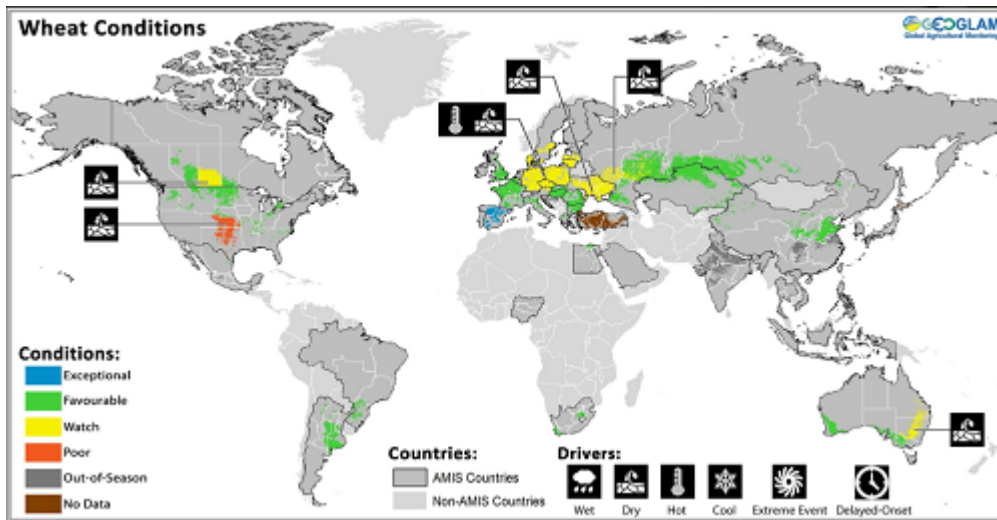 Wheat Conditions
GEOGLAM
Global Agricultural Monitoring
Conditions:
Exceptional
Favourable
Watch
Poor
Out-of-Season
No Data
Countries:
AMIS Countries
Non-AMIS Countries
Drivers:
Wet
Dry
Hot
Cool
Extreme Event
Delayed-Onset